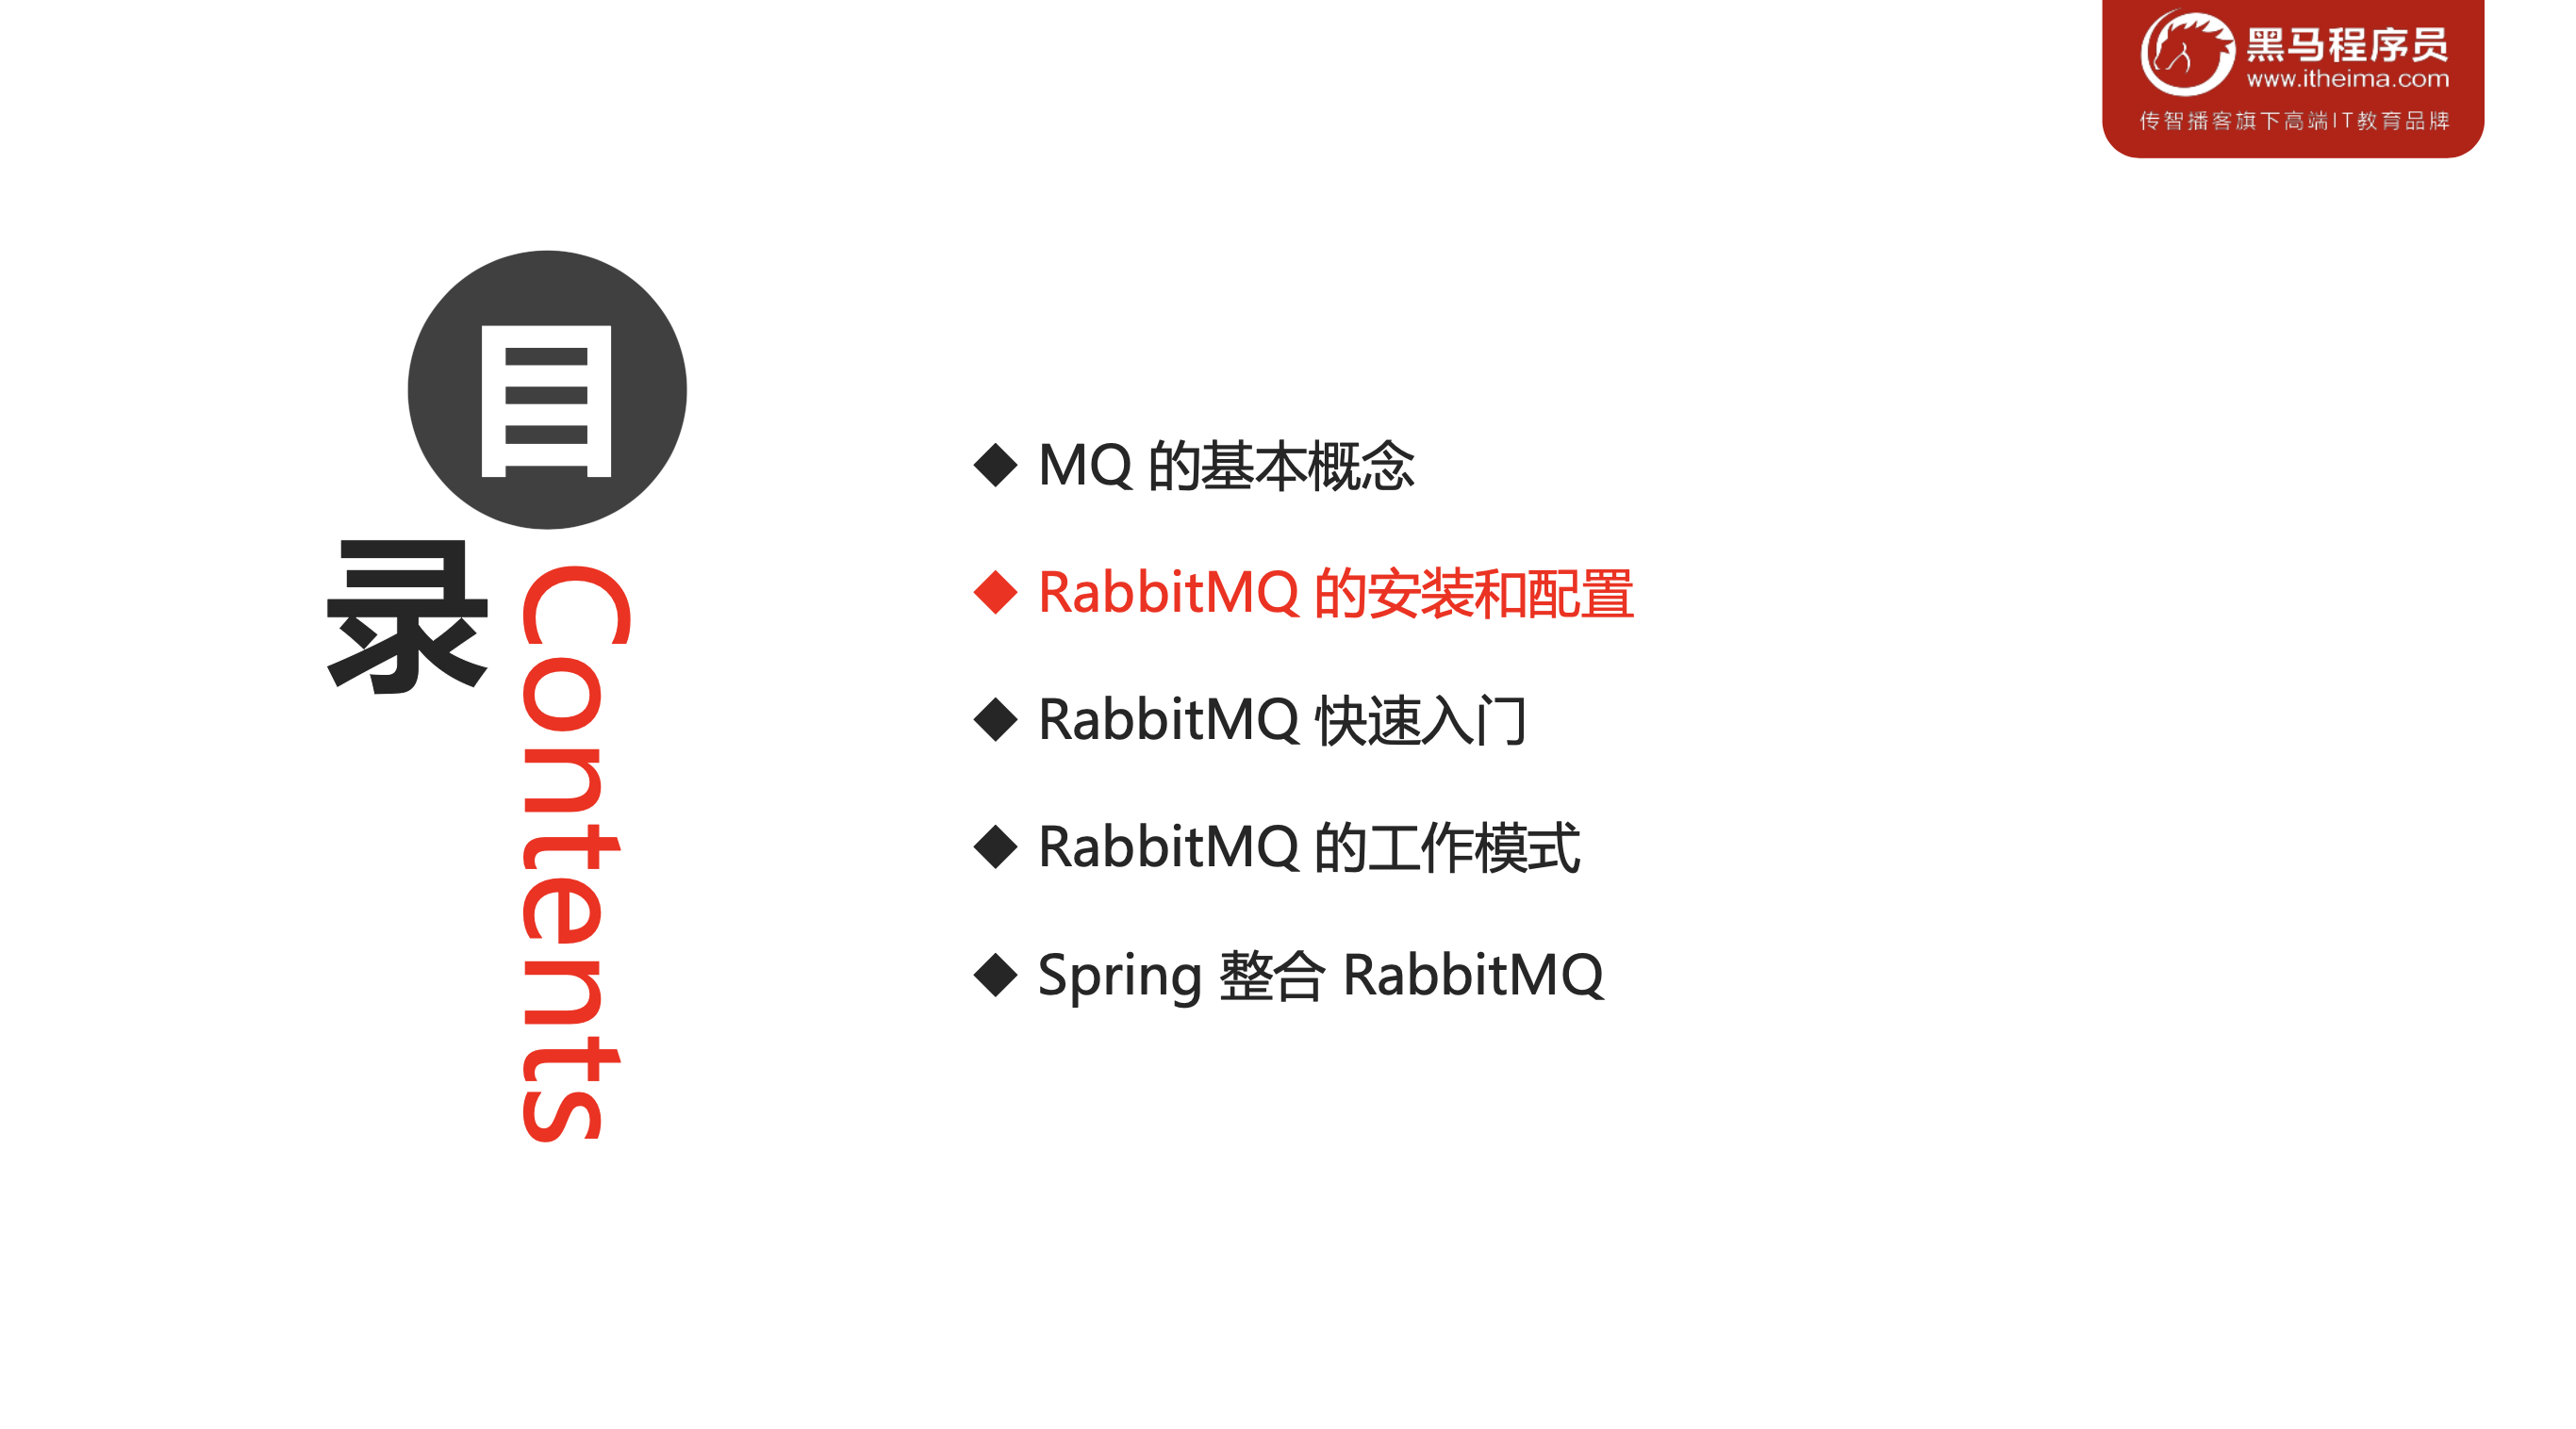 黑马程序员
www.itheima.com
传智播客旗下高端IT教育品牌
目
录
Contents
MQ 的基本概念
RabbitMQ 的安装和配置
RabbitMQ 快速入门
RabbitMQ 的工作模式
Spring 整合 RabbitMQ